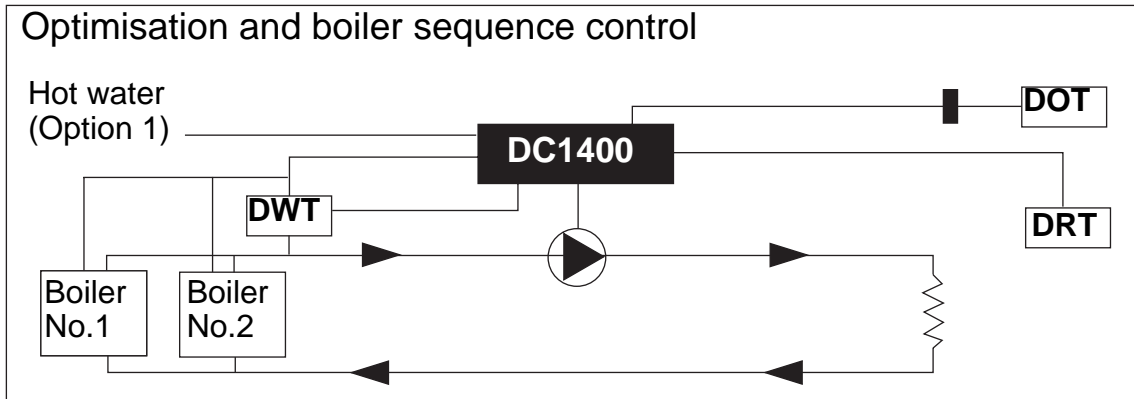 Optimisation and boiler sequence control
Hot water
(Option 1)
DOT
DC1400
DWT
DRT
Boiler
No.1
Boiler
No.2